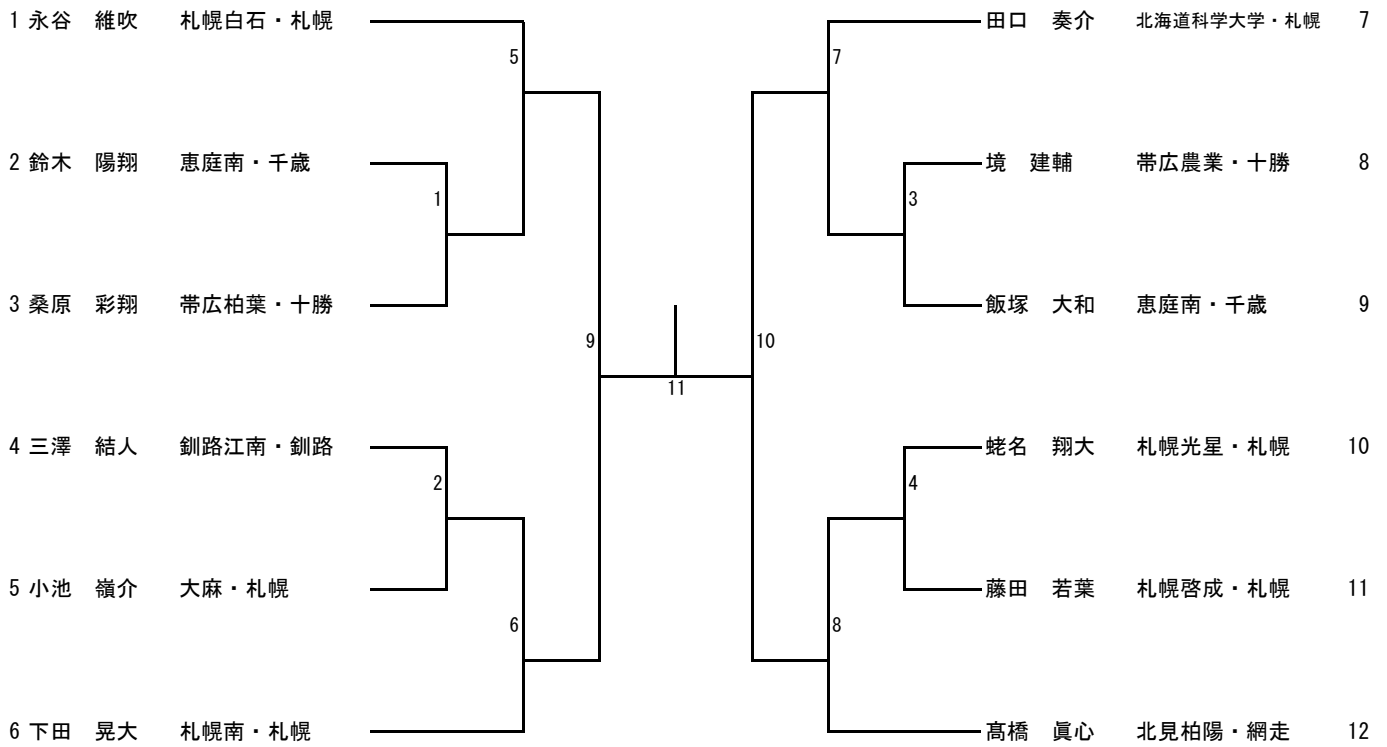 1 永谷　維吹　札幌白石・札幌
5
2 鈴木　陽翔　恵庭南・千歳
1
3 桑原　彩翔　帯広柏葉・十勝
9
4 三澤　結人　釧路江南・釧路
2
5 小池　嶺介　大麻・札幌
6
6 下田　晃大　札幌南・札幌
11
田口　奏介　北海道科学大学・札幌　7
7
境　建輔　帯広農業・十勝　8
3
飯塚　大和　恵庭南・千歳　9
10
蛯名　翔大　札幌光星・札幌　10
4
藤田　若葉　札幌啓成・札幌　11
8
髙橋　眞心　北見柏陽・網走　12